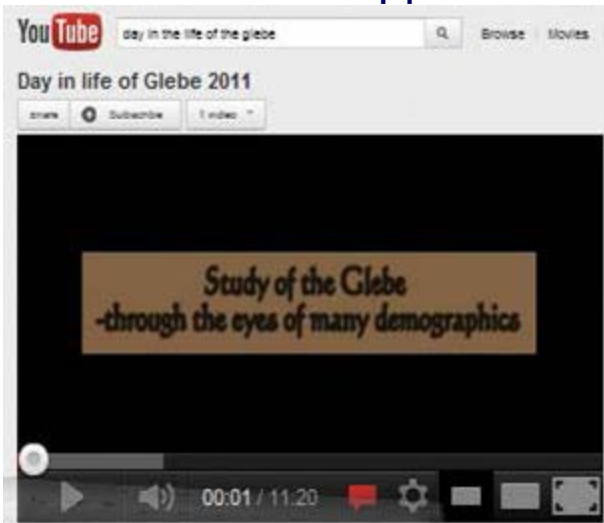 You Tube day in the life of the glebe Browse Movies
Day in life of Glebe 2011
share Subscribe 1 video
Study of the Glebe
-through the eyes of many demographics
00:01 / 11:20